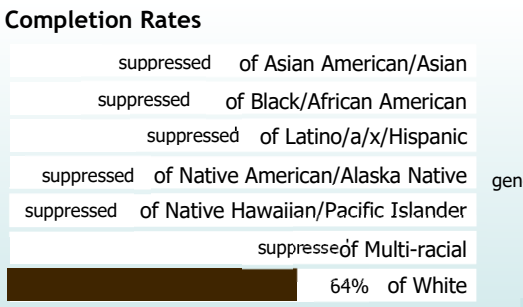 Completion Rates
suppressed of Asian American/Asian
suppressed of Black/African American
suppressed of Latino/a/x/Hispanic
suppressed of Native American/Alaska Native
gen
suppressed of Native Hawaiian/Pacific Islander
suppressed of Multi-racial
64% of White